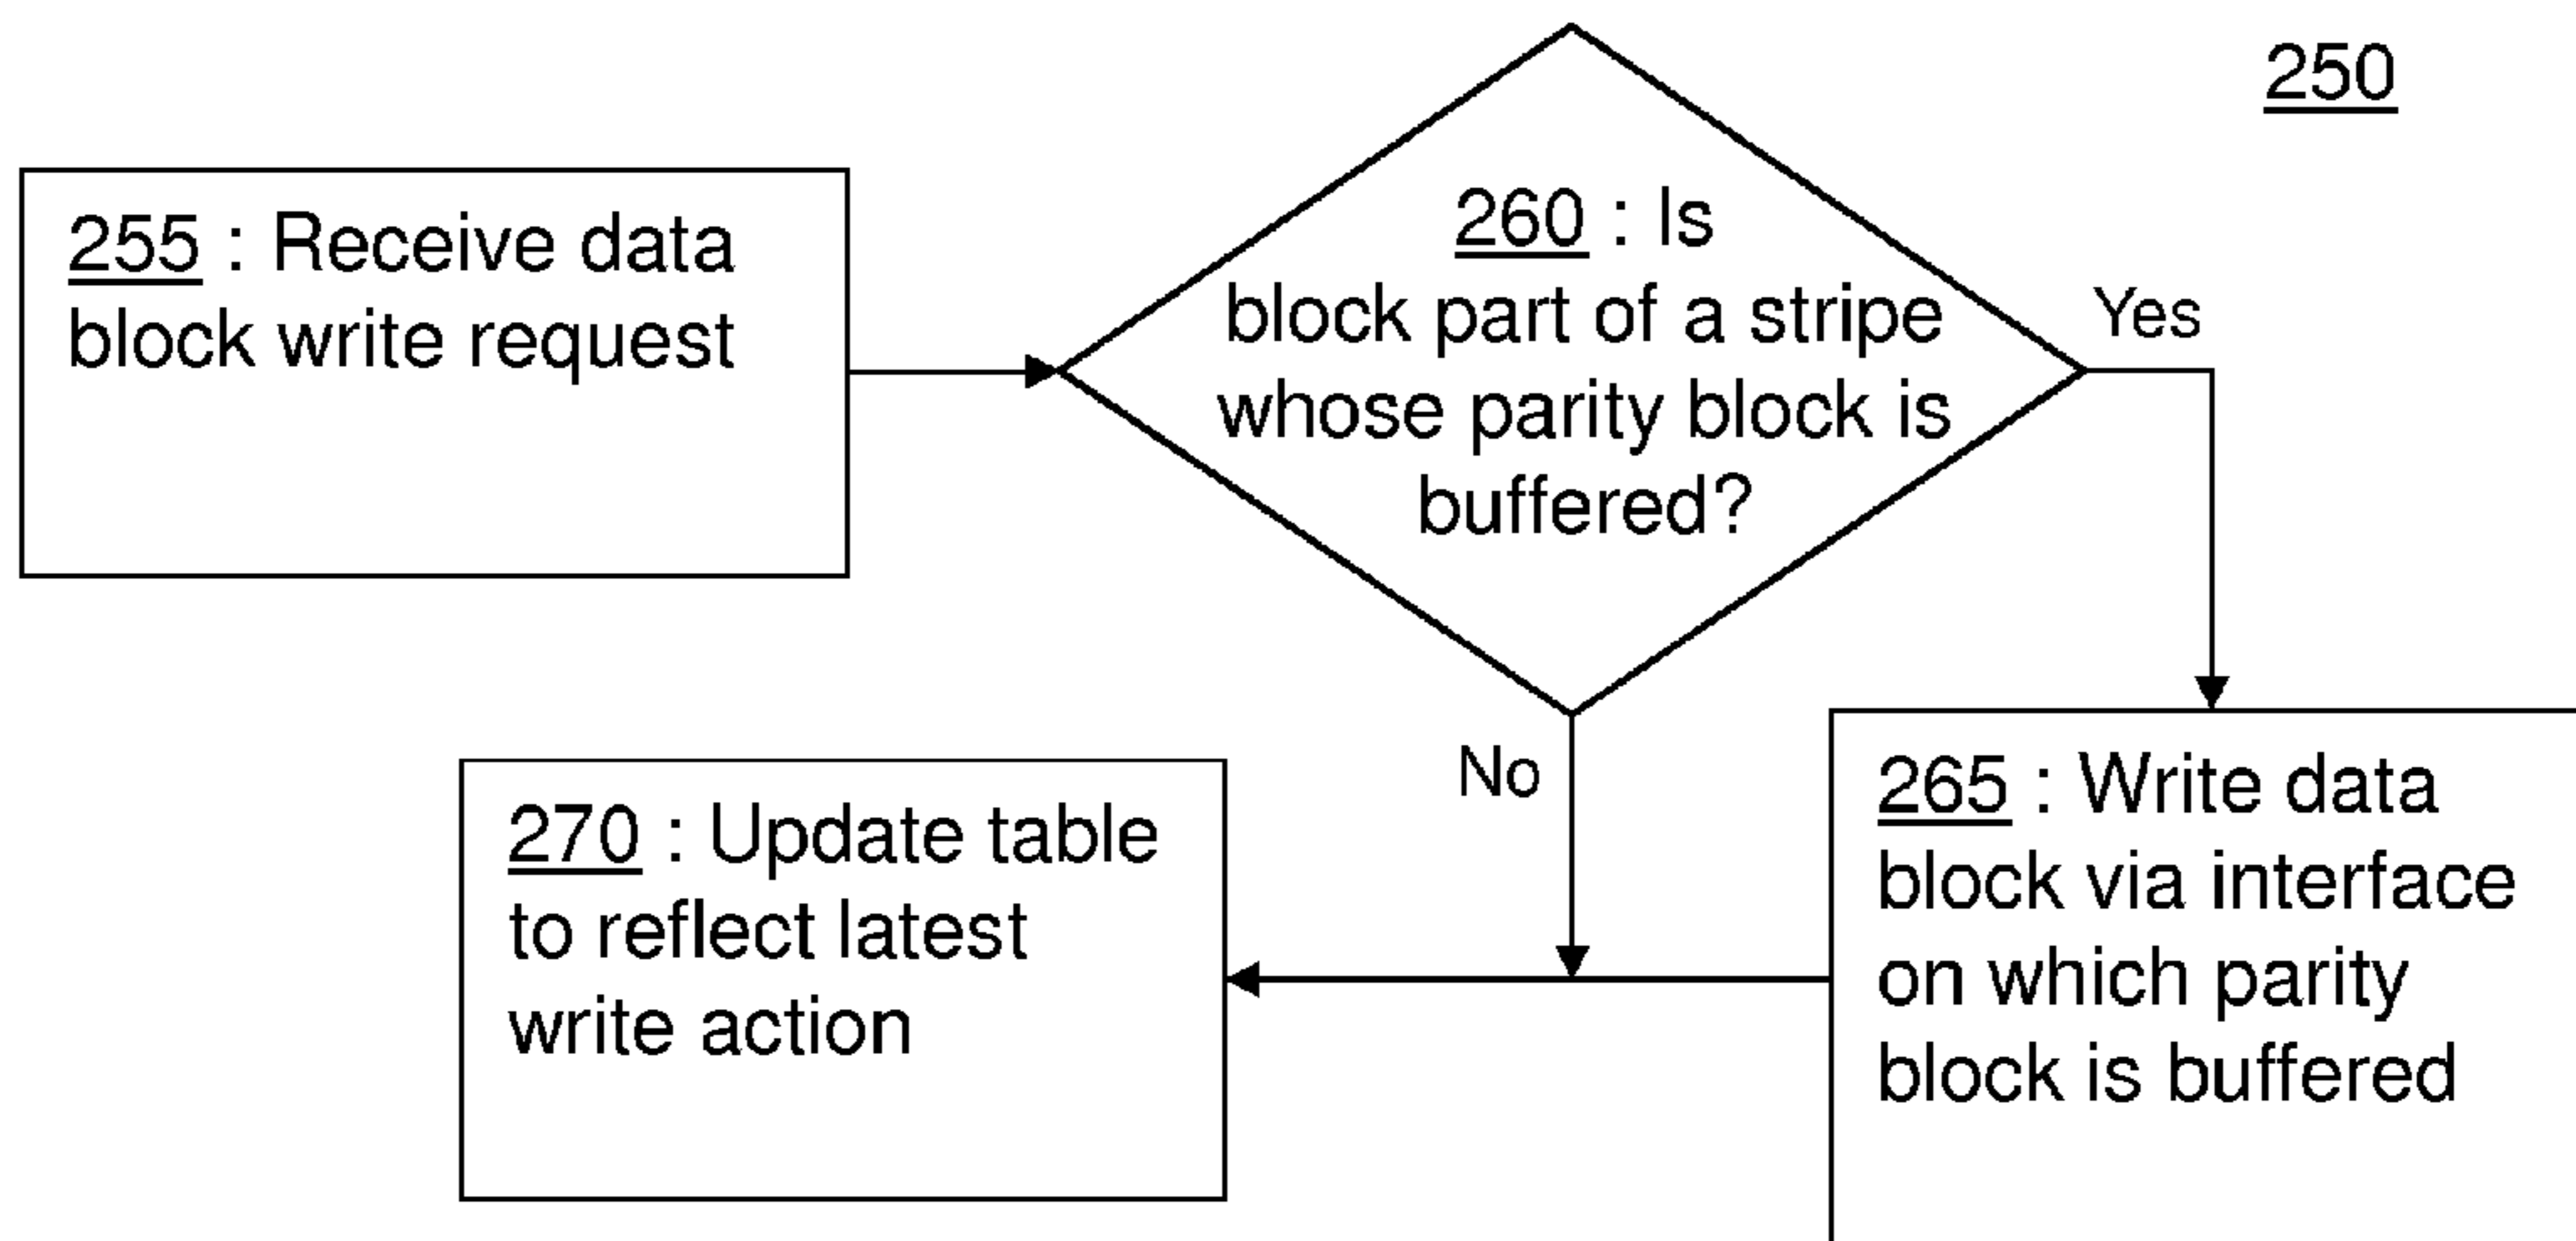 250
255 : Receive data
block write request
260 : Is
block part of a stripe
whose parity block is
buffered?
Yes
No
265 : Write data
block via interface
on which parity
block is buffered
270 : Update table
to reflect latest
write action